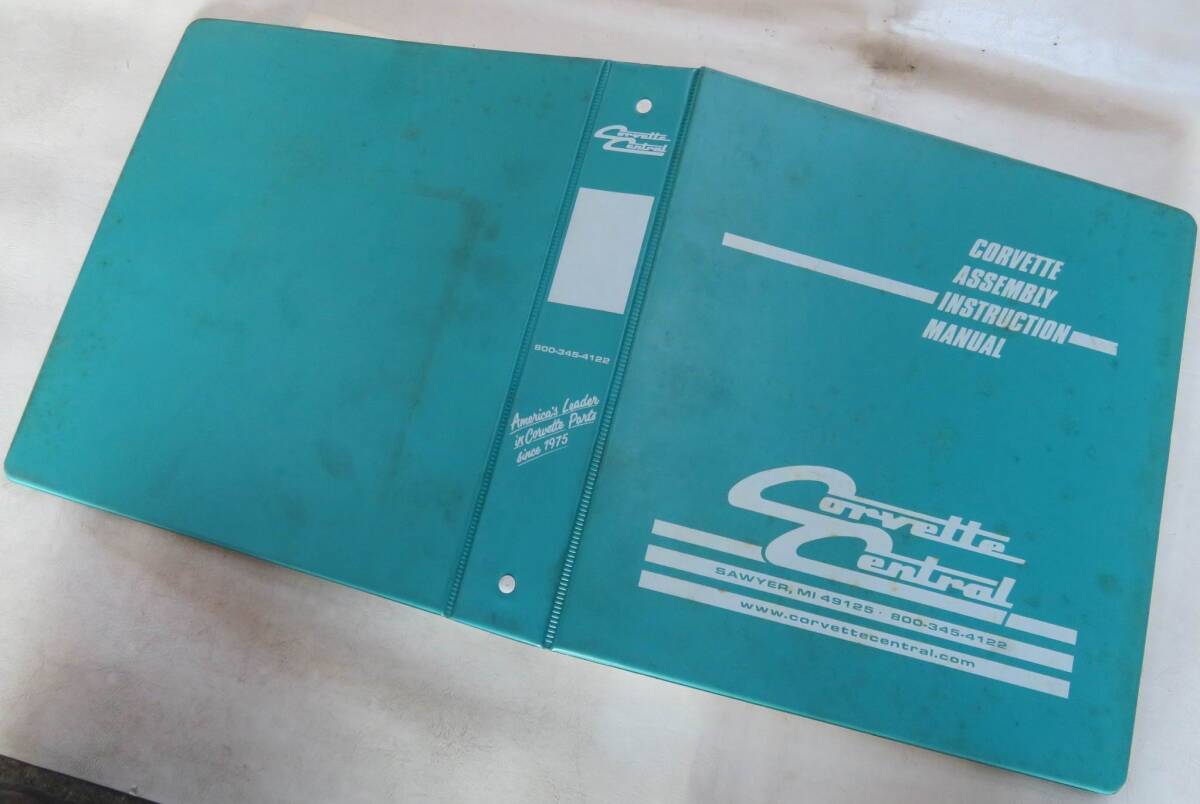 Corvette
Central
800-345-4122
America's Leader
in Corvette Parts
since 1975
CORVETTE
ASSEMBLY
INSTRUCTION
MANUAL
Corvette
Central
SAWYER, MI 49125 · 800-345-4122
www.corvettecentral.com